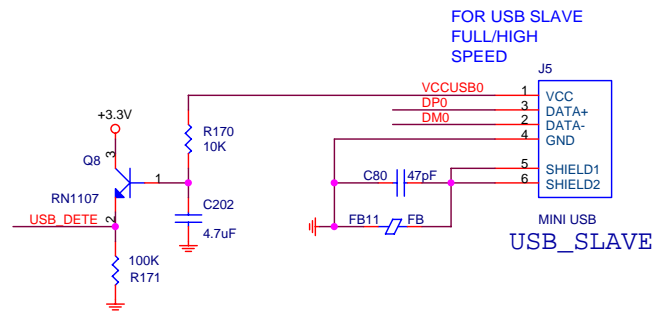 FOR USB SLAVE
FULL/HIGH
SPEED
J5
VCCUSB0
1
VCC
DP0
3
DATA+
DM0
2
DATA-
4
GND
+3.3V
R170
10K
3
Q8
1
C80
47pF
5
SHIELD1
6
SHIELD2
RN1107
C202
USB_DETE
2
4.7uF
FB11
FB
MINI USB
USB_SLAVE
100K
R171